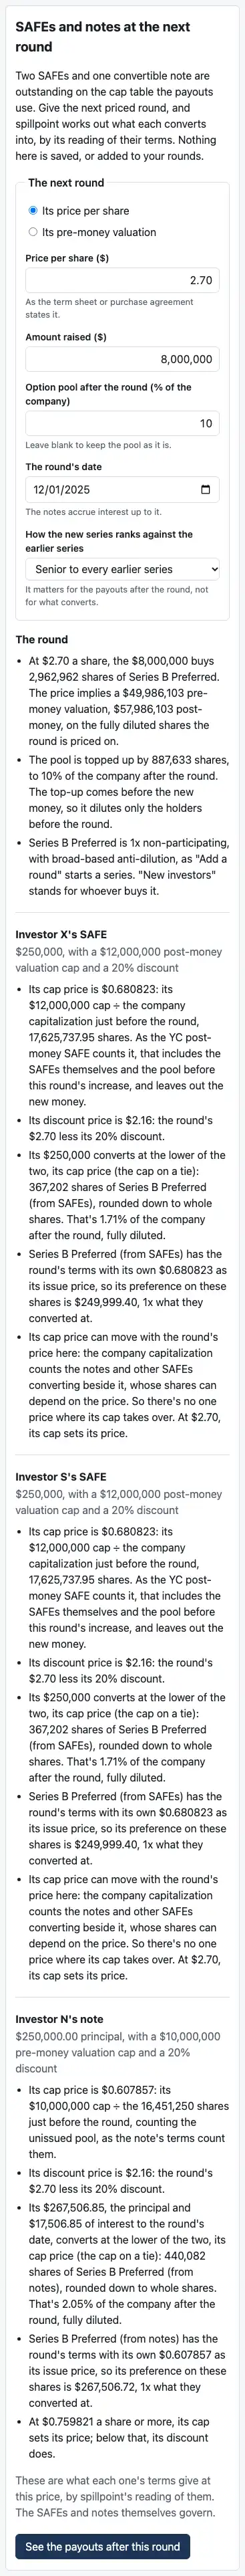 SAFEs and notes at the next
round
Two SAFEs and one convertible note are
outstanding on the cap table the payouts
use. Give the next priced round, and
spillpoint works out what each converts
into, by its reading of their terms. Nothing
here is saved, or added to your rounds.
The next round
Its price per share
Its pre-money valuation
Price per share ($)
2.70
As the term sheet or purchase agreement
states it.
Amount raised ($)
8,000,000
Option pool after the round (% of the
company)
10
Leave blank to keep the pool as it is.
The round's date
12/01/2025
The notes accrue interest up to it.
How the new series ranks against the
earlier series
Senior to every earlier series
It matters for the payouts after the round, not
for what converts.
The round
• At $2.70 a share, the $8,000,000 buys
2,962,962 shares of Series B Preferred.
The price implies a $49,986,103 pre-
money valuation, $57,986,103 post-
money, on the fully diluted shares the
round is priced on.
• The pool is topped up by 887,633 shares,
to 10% of the company after the round.
The top-up comes before the new
money, so it dilutes only the holders
before the round.
• Series B Preferred is 1x non-participating,
with broad-based anti-dilution, as "Add a
round" starts a series. "New investors"
stands for whoever buys it.
Investor X's SAFE
$250,000, with a $12,000,000 post-money
valuation cap and a 20% discount
• Its cap price is $0.680823: its
$12,000,000 cap ÷ the company
capitalization just before the round,
17,625,737.95 shares. As the YC post-
money SAFE counts it, that includes the
SAFEs themselves and the pool before
this round's increase, and leaves out the
new money.
• Its discount price is $2.16: the round's
$2.70 less its 20% discount.
• Its $250,000 converts at the lower of the
two, its cap price (the cap on a tie):
367,202 shares of Series B Preferred
(from SAFEs), rounded down to whole
shares. That's 1.71% of the company
after the round, fully diluted.
• Series B Preferred (from SAFEs) has the
round's terms with its own $0.680823 as
its issue price, so its preference on these
shares is $249,999.40, 1x what they
converted at.
• Its cap price can move with the round's
price here: the company capitalization
counts the notes and other SAFEs
converting beside it, whose shares can
depend on the price. So there's no one
price where its cap takes over. At $2.70,
its cap sets its price.
Investor S's SAFE
$250,000, with a $12,000,000 post-money
valuation cap and a 20% discount
• Its cap price is $0.680823: its
$12,000,000 cap ÷ the company
capitalization just before the round,
17,625,737.95 shares. As the YC post-
money SAFE counts it, that includes the
SAFEs themselves and the pool before
this round's increase, and leaves out the
new money.
• Its discount price is $2.16: the round's
$2.70 less its 20% discount.
• Its $250,000 converts at the lower of the
two, its cap price (the cap on a tie):
367,202 shares of Series B Preferred
(from SAFEs), rounded down to whole
shares. That's 1.71% of the company
after the round, fully diluted.
• Series B Preferred (from SAFEs) has the
round's terms with its own $0.680823 as
its issue price, so its preference on these
shares is $249,999.40, 1x what they
converted at.
• Its cap price can move with the round's
price here: the company capitalization
counts the notes and other SAFEs
converting beside it, whose shares can
depend on the price. So there's no one
price where its cap takes over. At $2.70,
its cap sets its price.
Investor N's note
$250,000.00 principal, with a $10,000,000
pre-money valuation cap and a 20%
discount
• Its cap price is $0.607857: its
$10,000,000 cap ÷ the 16,451,250 shares
just before the round, counting the
unissued pool, as the note's terms count
them.
• Its discount price is $2.16: the round's
$2.70 less its 20% discount.
• Its $267,506.85, the principal and
$17,506.85 of interest to the round's
date, converts at the lower of the two, its
cap price (the cap on a tie): 440,082
shares of Series B Preferred (from
notes), rounded down to whole shares.
That's 2.05% of the company after the
round, fully diluted.
• Series B Preferred (from notes) has the
round's terms with its own $0.607857 as
its issue price, so its preference on these
shares is $267,506.72, 1x what they
converted at.
• At $0.759821 a share or more, its cap
sets its price; below that, its discount
does.
These are what each one's terms give at
this price, by spillpoint's reading of them.
The SAFEs and notes themselves govern.
See the payouts after this round